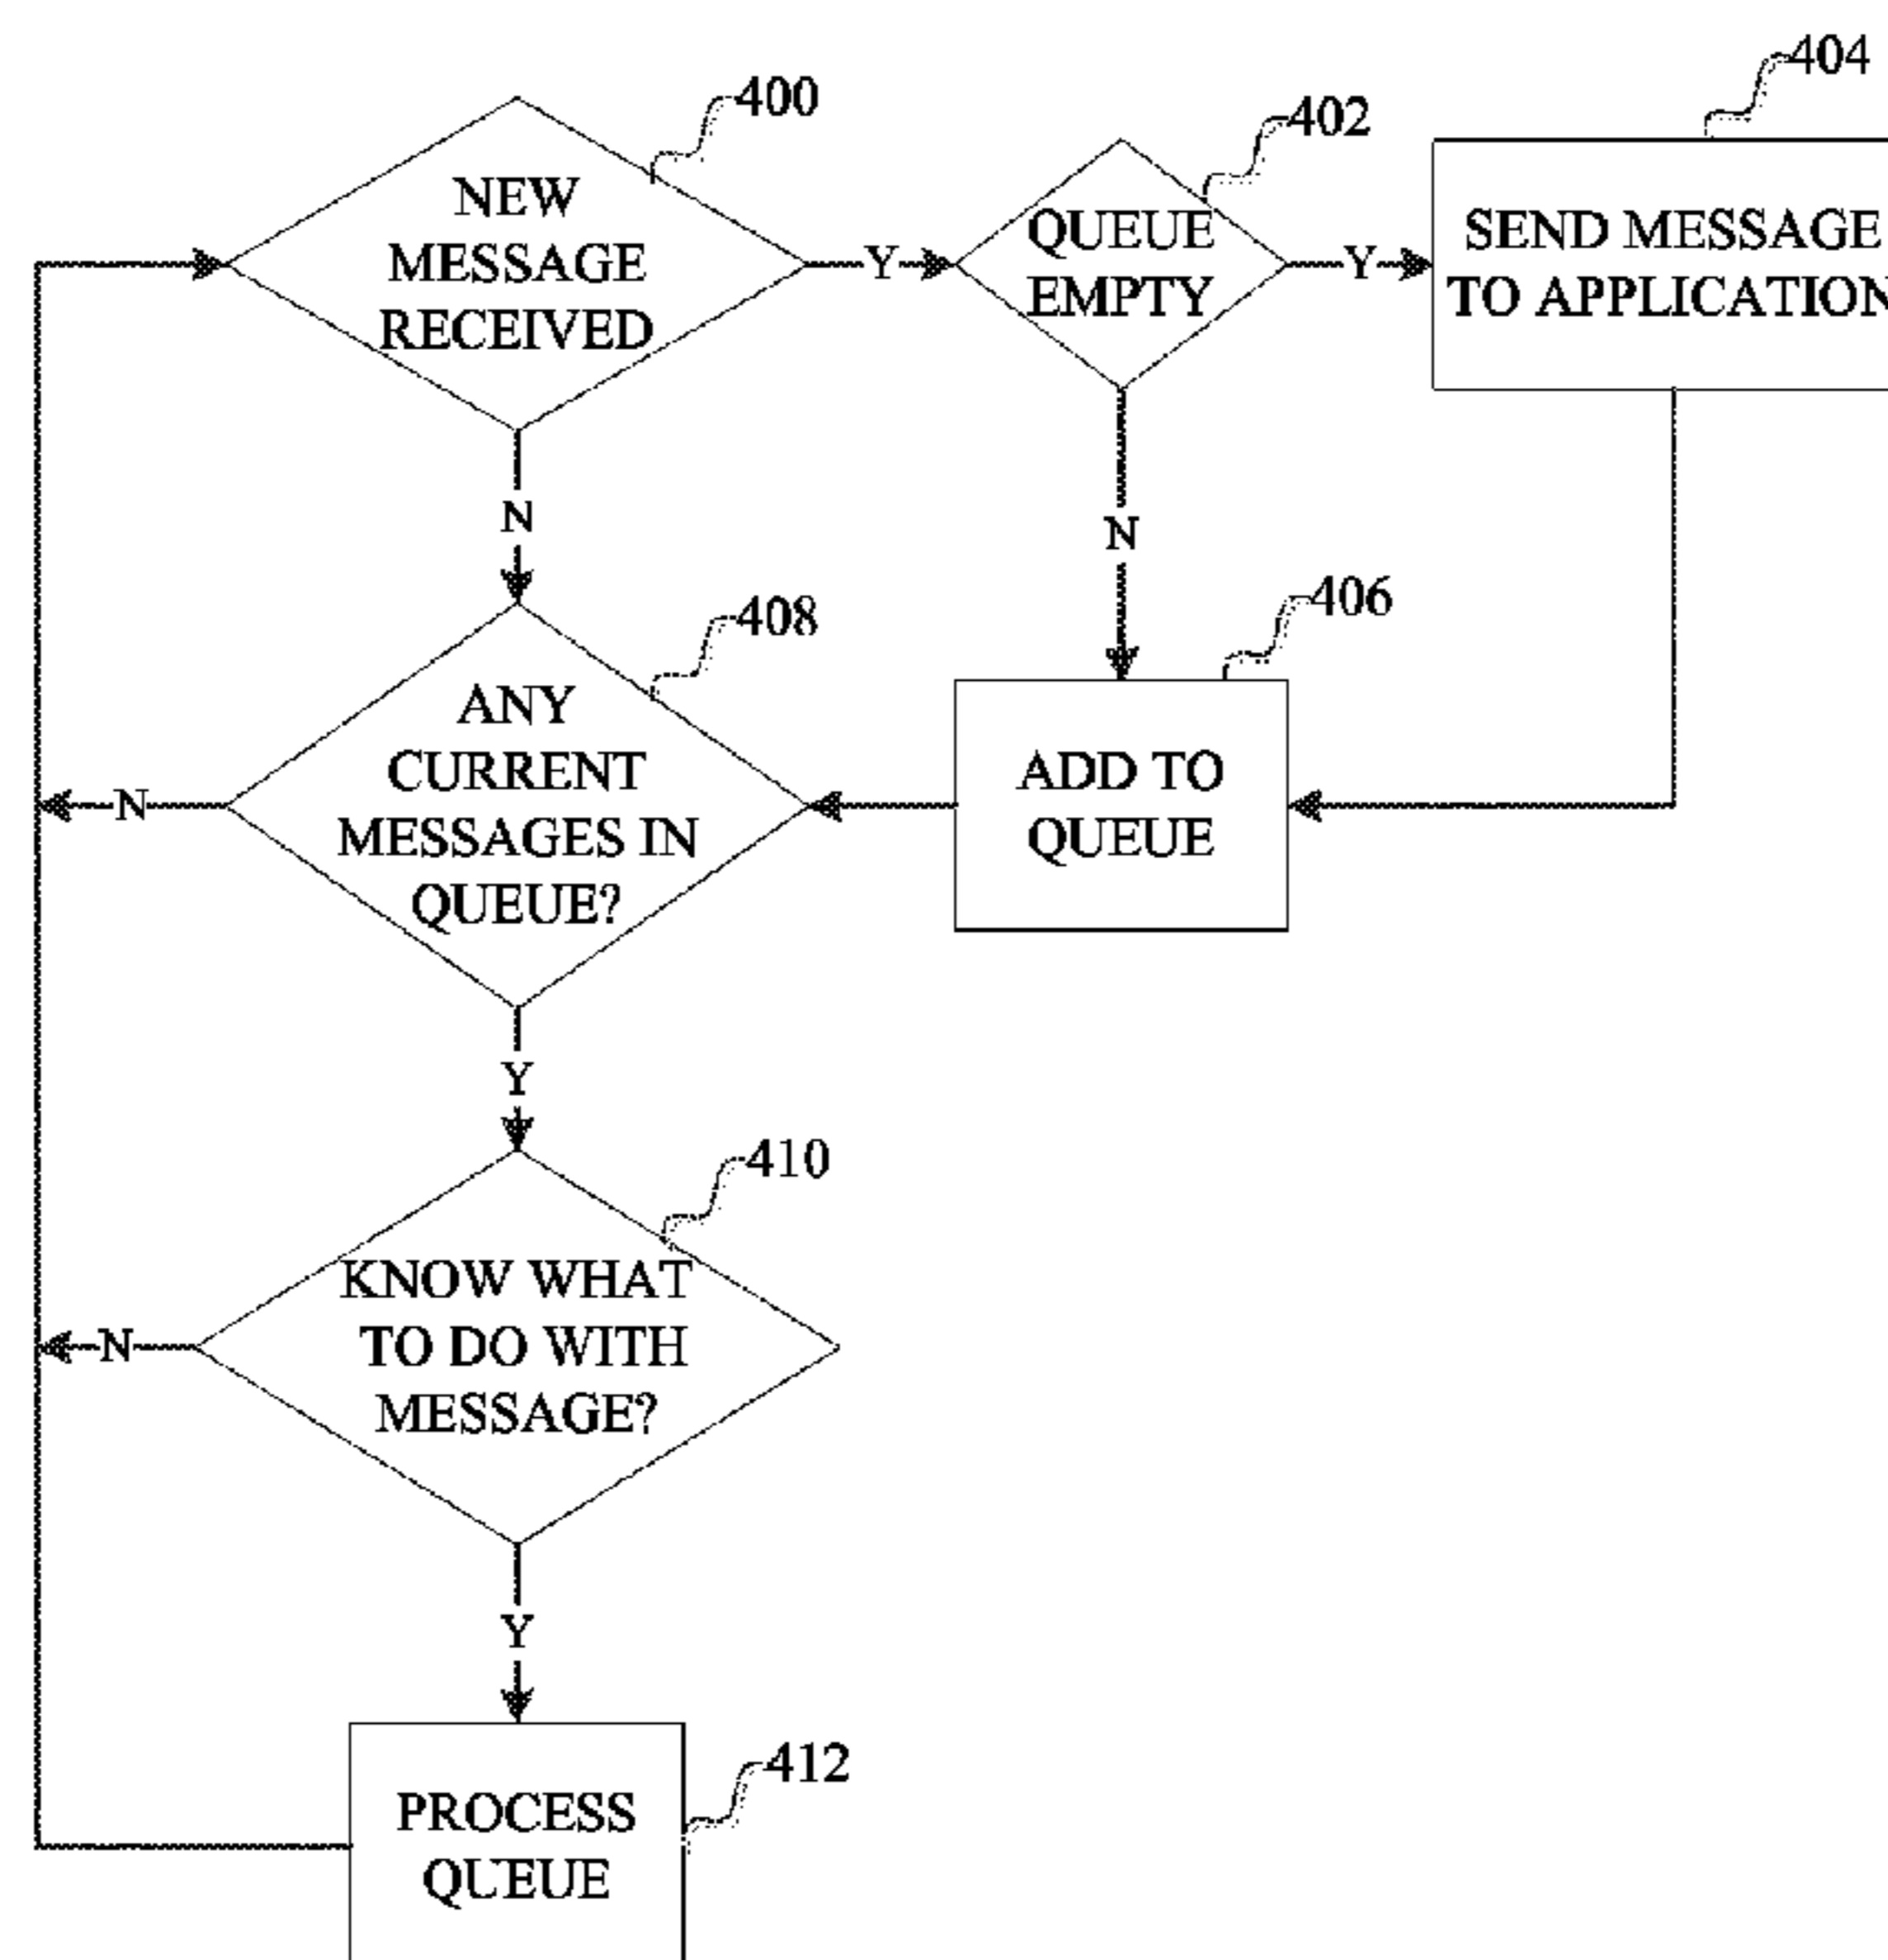 400
NEW
MESSAGE
RECEIVED
Y
402
QUEUE
EMPTY
Y
404
SEND MESSAGE
TO APPLICATION
N
N
408
ANY
CURRENT
MESSAGES IN
QUEUE?
N
406
ADD TO
QUEUE
Y
410
KNOW WHAT
TO DO WITH
MESSAGE?
N
Y
412
PROCESS
QUEUE